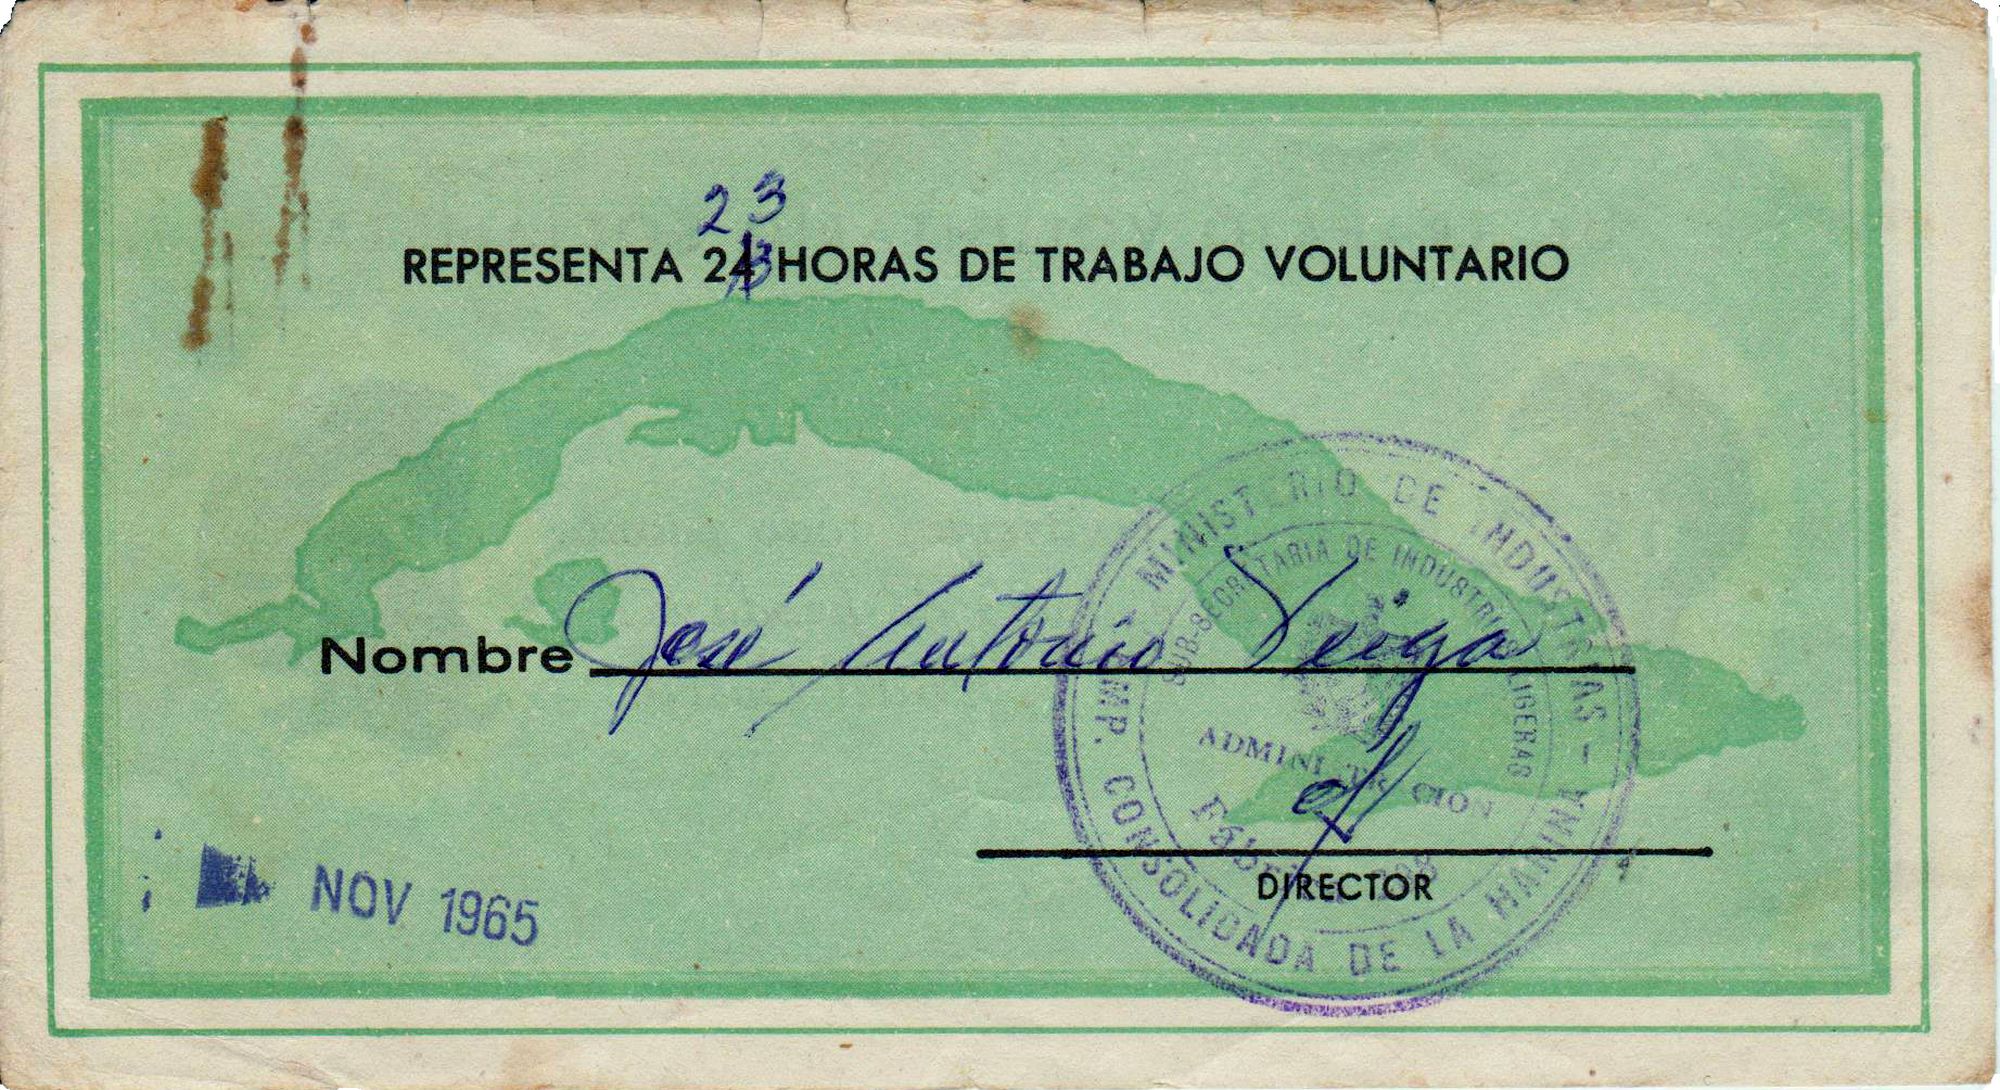 23
REPRESENTA 24 HORAS DE TRABAJO VOLUNTARIO
Nombre José Antonio Veiga
MINISTERIO DE INDUSTRIAS - EMP. CONSOLIDADA DE LA HARINA
SUB-SECRETARIA DE INDUSTRIAS LIGERAS
ADMINISTRACION
NOV 1965
DIRECTOR